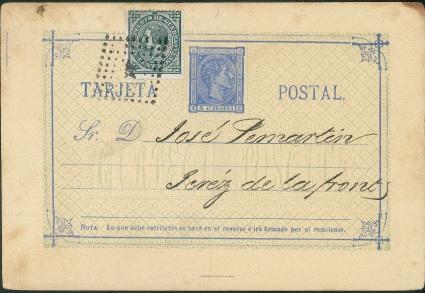 TARJETA POSTAL.
Sr. D José Pemartin
Jeréz de la front
NOTA: Lo que debe escribirse se hará en el reverso e irá firmado por el remitente.